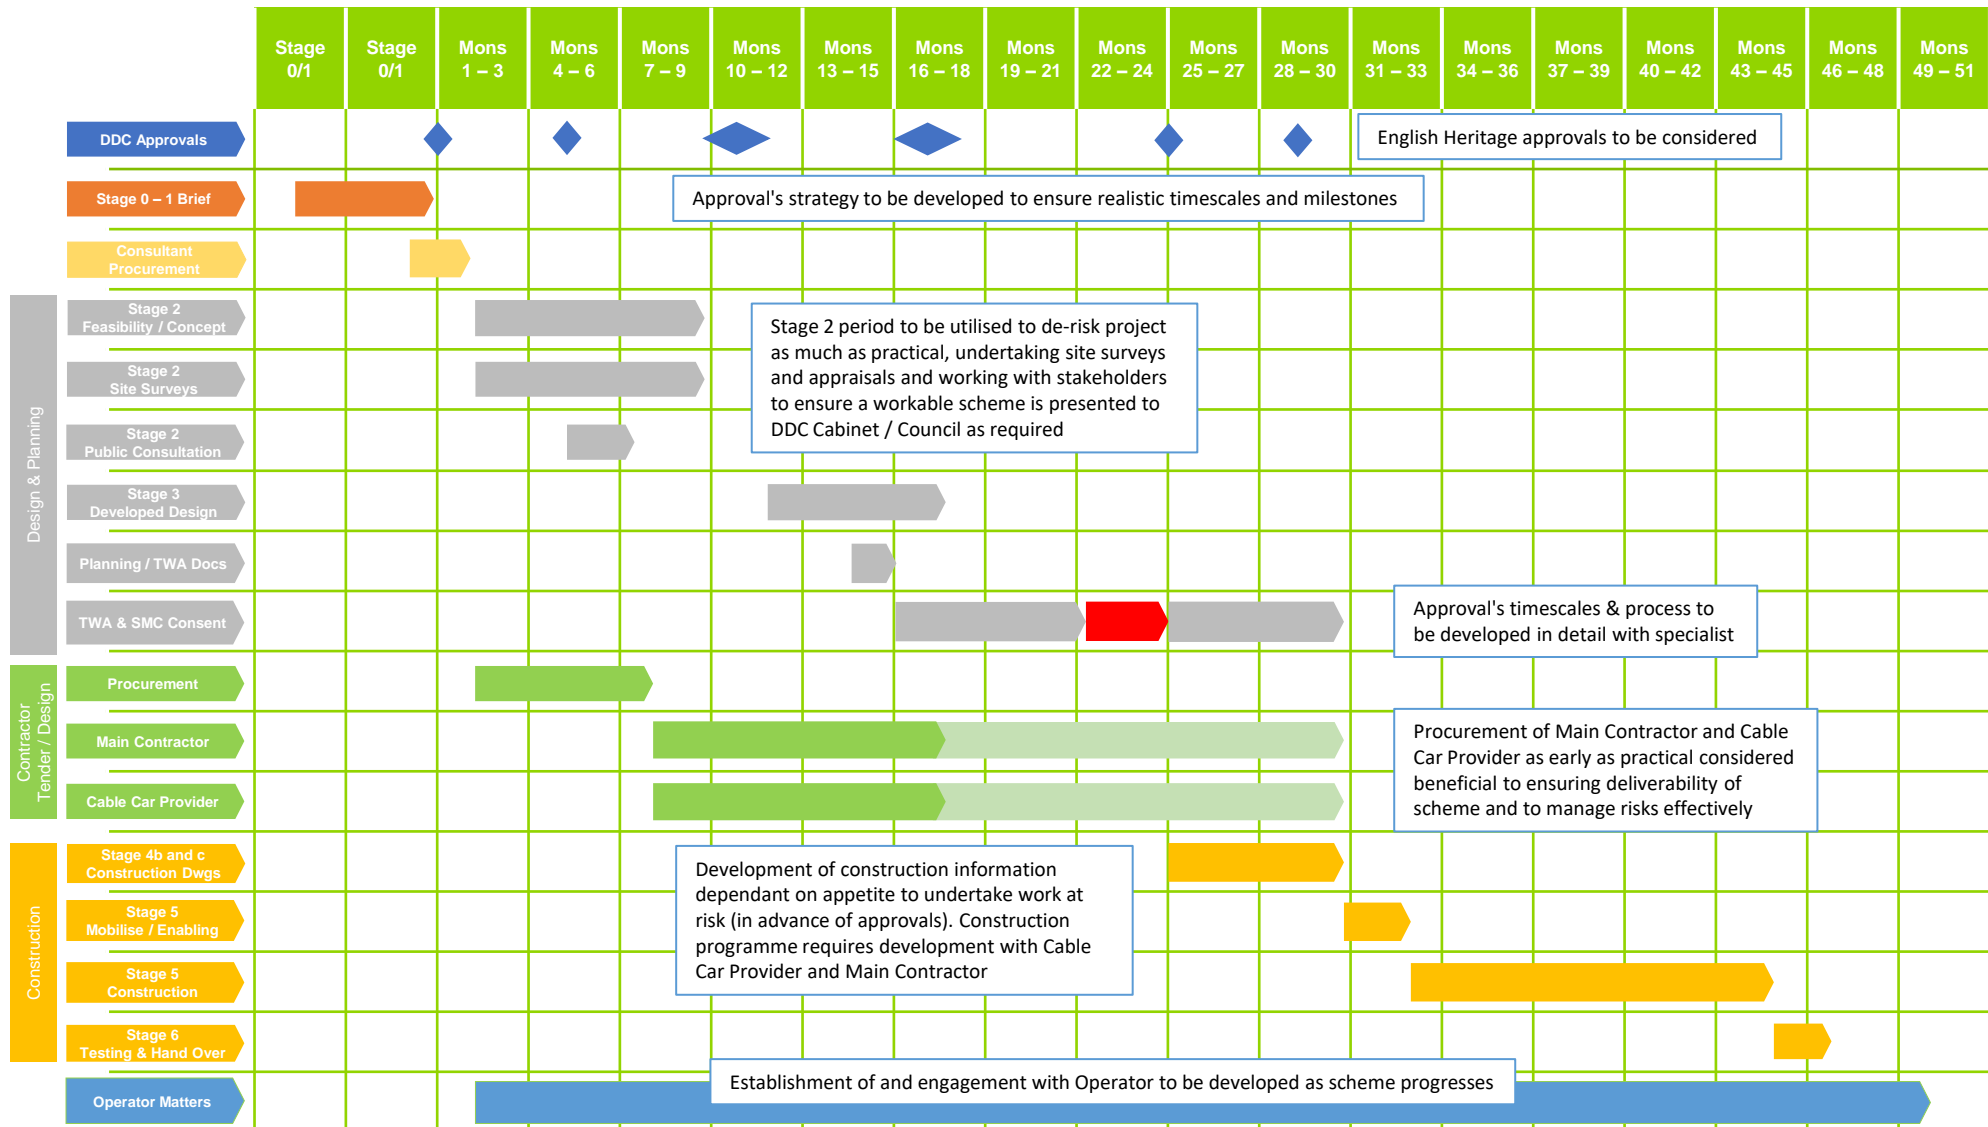 Stage
0/1
Stage
0/1
Mons
1 – 3
Mons
4 – 6
Mons
7 – 9
Mons
10 – 12
Mons
13 – 15
Mons
16 – 18
Mons
19 – 21
Mons
22 – 24
Mons
25 – 27
Mons
28 – 30
Mons
31 – 33
Mons
34 – 36
Mons
37 – 39
Mons
40 – 42
Mons
43 – 45
Mons
46 – 48
Mons
49 – 51
DDC Approvals
English Heritage approvals to be considered
Stage 0 – 1 Brief
Approval's strategy to be developed to ensure realistic timescales and milestones
Consultant
Procurement
Design & Planning
Stage 2
Feasibility / Concept
Stage 2 period to be utilised to de-risk project
as much as practical, undertaking site surveys
and appraisals and working with stakeholders
to ensure a workable scheme is presented to
DDC Cabinet / Council as required
Stage 2
Site Surveys
Stage 2
Public Consultation
Stage 3
Developed Design
Planning / TWA Docs
TWA & SMC Consent
Approval's timescales & process to
be developed in detail with specialist
Contractor
Tender / Design
Procurement
Main Contractor
Procurement of Main Contractor and Cable
Car Provider as early as practical considered
beneficial to ensuring deliverability of
scheme and to manage risks effectively
Cable Car Provider
Construction
Stage 4b and c
Construction Dwgs
Development of construction information
dependant on appetite to undertake work at
risk (in advance of approvals). Construction
programme requires development with Cable
Car Provider and Main Contractor
Stage 5
Mobilise / Enabling
Stage 5
Construction
Stage 6
Testing & Hand Over
Establishment of and engagement with Operator to be developed as scheme progresses
Operator Matters